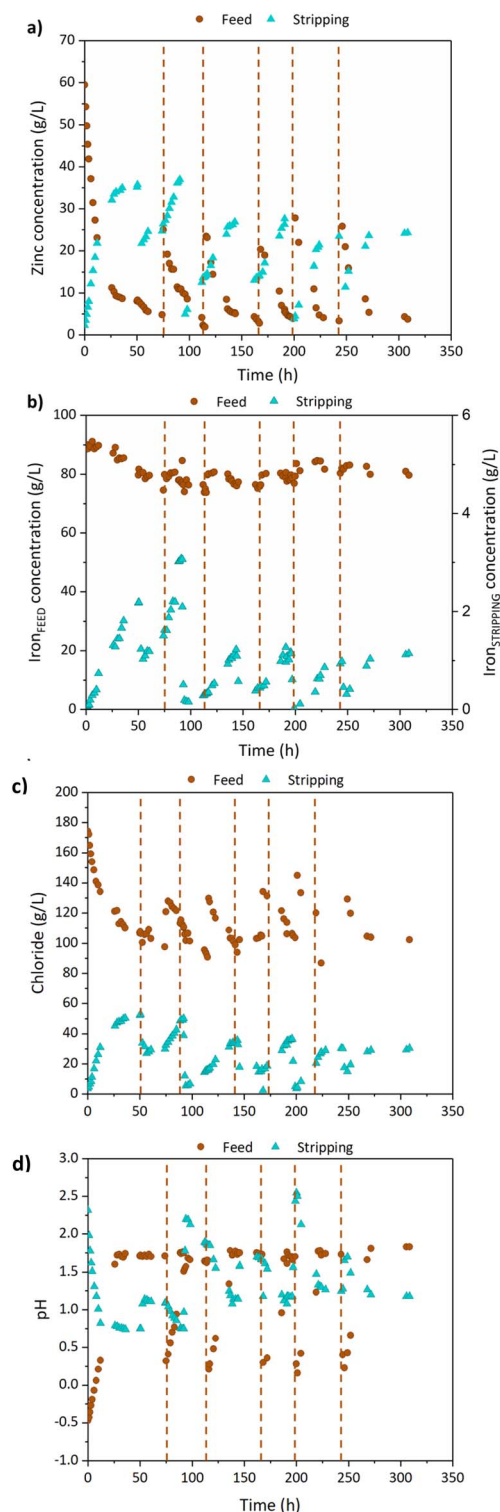 a)
Feed Stripping
70
60
50
40
30
20
10
0
Zinc concentration (g/L)
0 50 100 150 200 250 300 350
Time (h)
b)
Feed Stripping
100 6
80
4
60
40
2
20
0 0
Iron_FEED concentration (g/L)
Iron_STRIPPING concentration (g/L)
0 50 100 150 200 250 300 350
Time (h)
c)
Feed Stripping
200
180
160
140
120
100
80
60
40
20
0
Chloride (g/L)
0 50 100 150 200 250 300 350
Time (h)
d)
Feed Stripping
3.0
2.5
2.0
1.5
1.0
0.5
0.0
-0.5
-1.0
pH
0 50 100 150 200 250 300 350
Time (h)